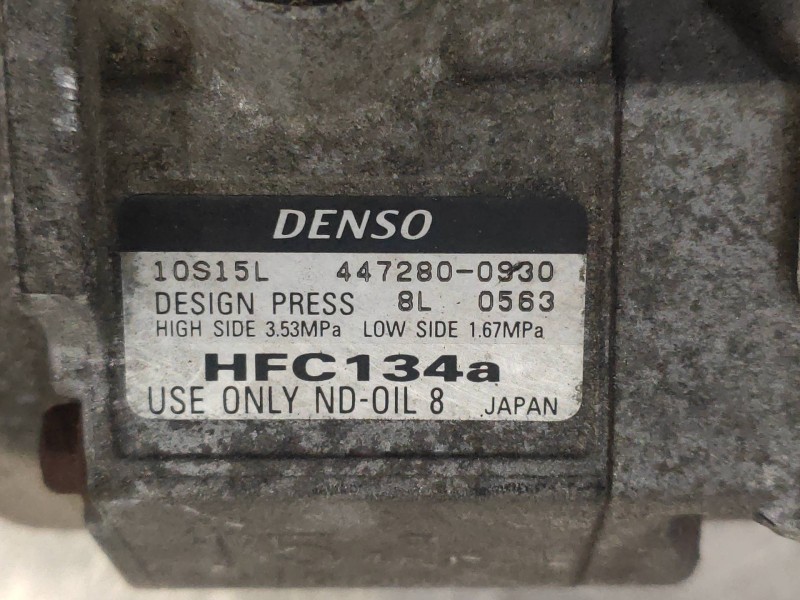 DENSO
10S15L 447280-0930
DESIGN PRESS 8L 0563
HIGH SIDE 3.53MPa LOW SIDE 1.67MPa
HFC134a
USE ONLY ND-OIL 8 JAPAN